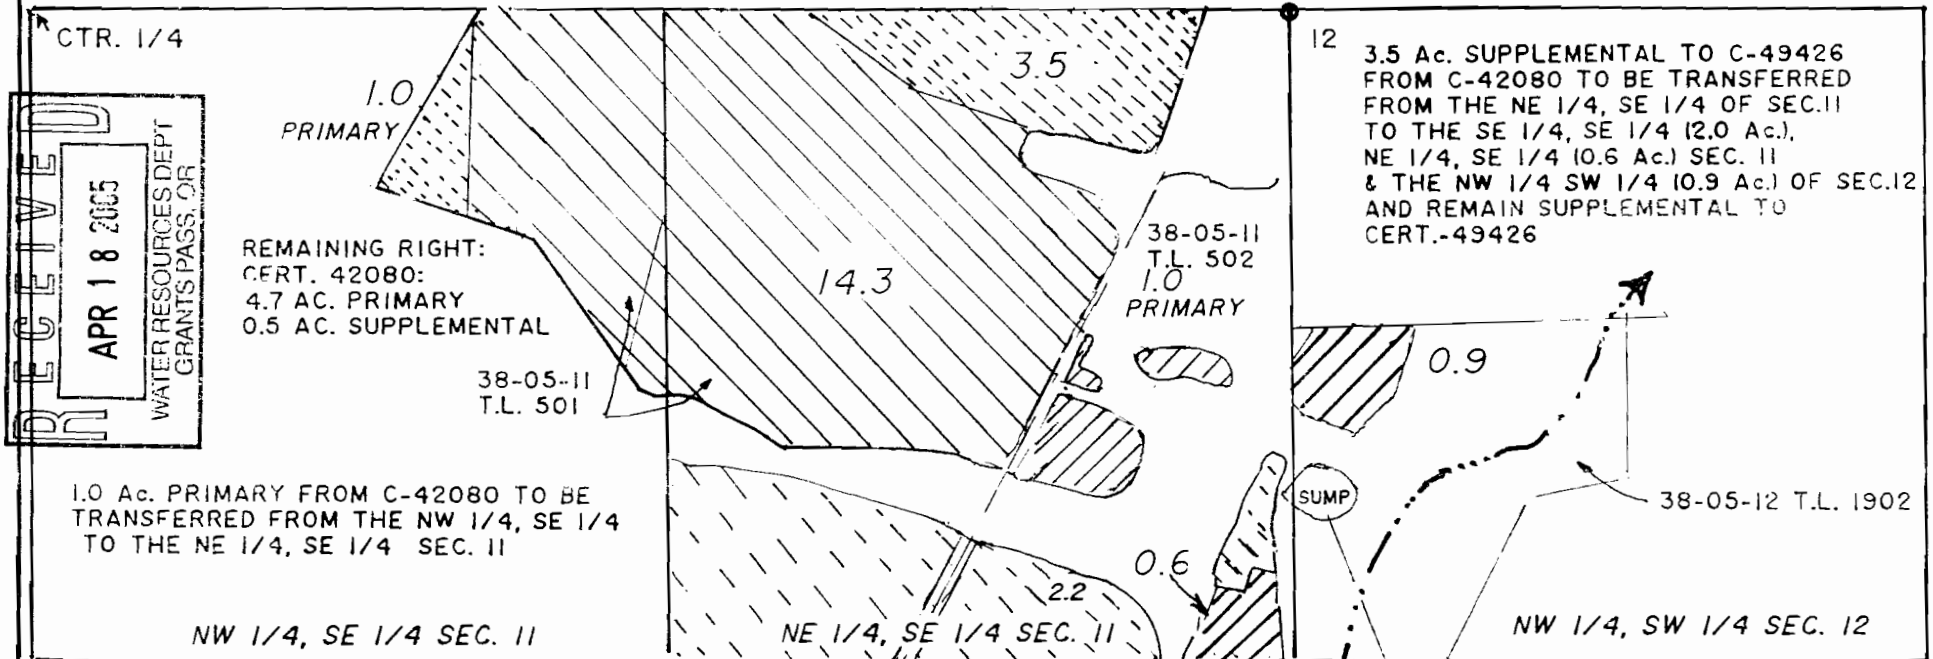 CTR. 1/4
RECEIVED
APR 18 2005
WATER RESOURCES DEPT
GRANTS PASS, OR
1.0
PRIMARY
3.5
12
3.5 Ac. SUPPLEMENTAL TO C-49426
FROM C-42080 TO BE TRANSFERRED
FROM THE NE 1/4, SE 1/4 OF SEC.11
TO THE SE 1/4, SE 1/4 (2.0 Ac.),
NE 1/4, SE 1/4 (0.6 Ac.) SEC. 11
& THE NW 1/4 SW 1/4 (0.9 Ac.) OF SEC.12
AND REMAIN SUPPLEMENTAL TO
CERT.-49426
REMAINING RIGHT:
CERT. 42080:
4.7 AC. PRIMARY
0.5 AC. SUPPLEMENTAL
14.3
38-05-11
T.L. 502
1.0
PRIMARY
38-05-11
T.L. 501
0.9
1.0 Ac. PRIMARY FROM C-42080 TO BE
TRANSFERRED FROM THE NW 1/4, SE 1/4
TO THE NE 1/4, SE 1/4 SEC. 11
SUMP
38-05-12 T.L. 1902
0.6
2.2
NW 1/4, SE 1/4 SEC. 11
NE 1/4, SE 1/4 SEC. 11
NW 1/4, SW 1/4 SEC. 12